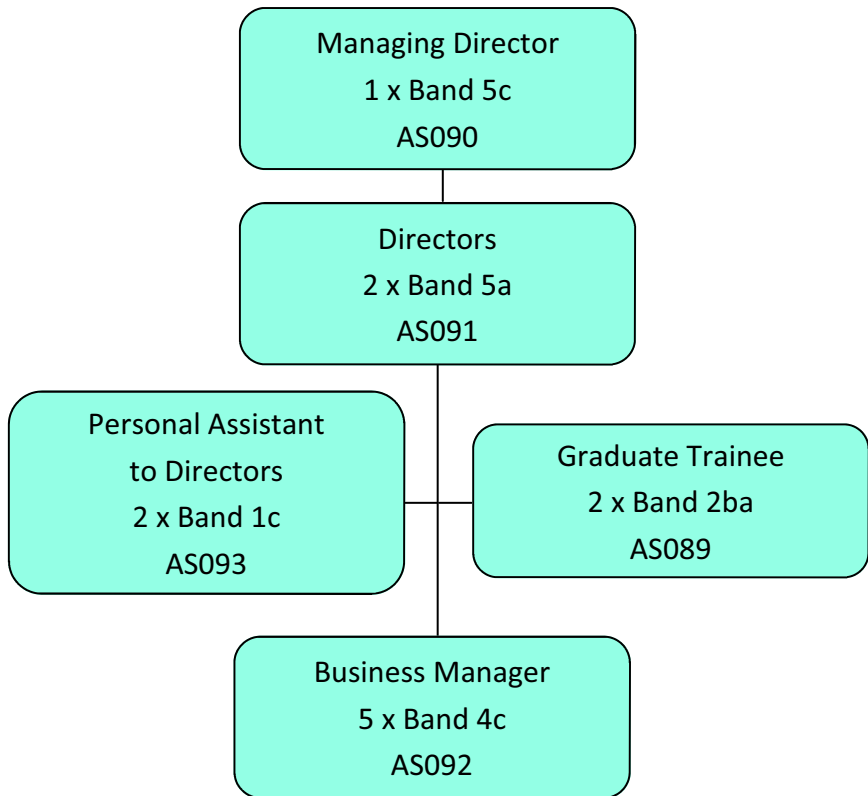 Managing Director
1 x Band 5c
AS090
Directors
2 x Band 5a
AS091
Personal Assistant
to Directors
2 x Band 1c
AS093
Graduate Trainee
2 x Band 2ba
AS089
Business Manager
5 x Band 4c
AS092